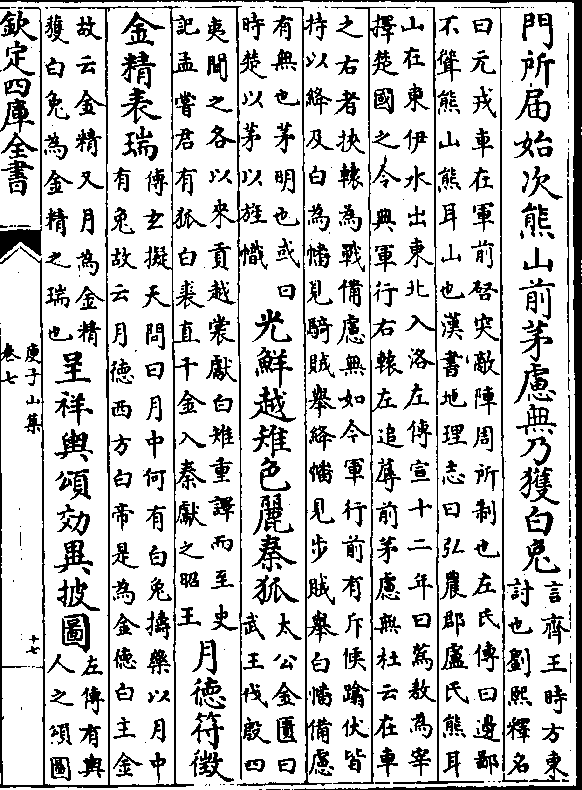 門所届始次熊山前茅慮無乃獲白兔
言齊王時方東
討也劉熙釋名
曰元戎車在軍前啓突敵陣周所制也左氏傳曰邊鄙
不聳熊山熊耳山也漢書地理志曰弘農郡盧氏熊耳
山在東伊水出東北入洛左傳宣十二年曰蒍敖為宰
擇楚國之令典軍行右轅左追蓐前茅慮無杜云在車
之右者挾轅為戰備慮無如今軍行前有斥候蹹伏皆
持以絳及白為幡見騎賊舉絳幡見步賊舉白幡備慮
有無也茅明也或曰
時楚以茅以旌幟
光鮮越雉色麗秦狐
太公金匱曰
武王伐殷四
夷聞之各以來貢越裳獻白雉重譯而至史
記孟嘗君有狐白裘直千金入秦獻之昭王
月德符徵
金精表瑞
傅玄擬天問曰月中何有白兔擣藥以月中
有兔故云月德西方白帝是為金德白主金
故云金精又月為金精
獲白兔為金精之瑞也
呈祥輿頌効異披圖
左傳有輿
人之頌圖
欽定四庫全書
庾子山集
卷七
十七